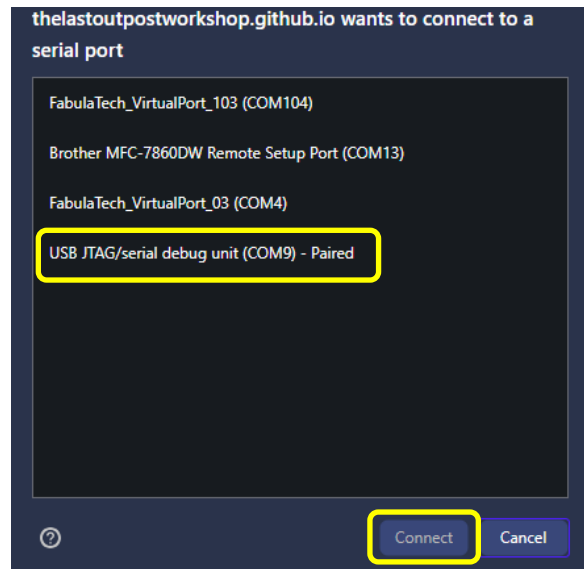 thelastoutpostworkshop.github.io wants to connect to a
serial port
FabulaTech_VirtualPort_103 (COM104)
Brother MFC-7860DW Remote Setup Port (COM13)
FabulaTech_VirtualPort_03 (COM4)
USB JTAG/serial debug unit (COM9) - Paired
? Connect Cancel